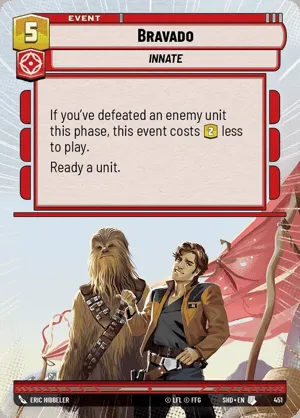 EVENT
5
BRAVADO
INNATE
If you've defeated an enemy unit
this phase, this event costs 2 less
to play.
Ready a unit.
ERIC HIBBELER
© LFL © FFG
SHD • EN
451